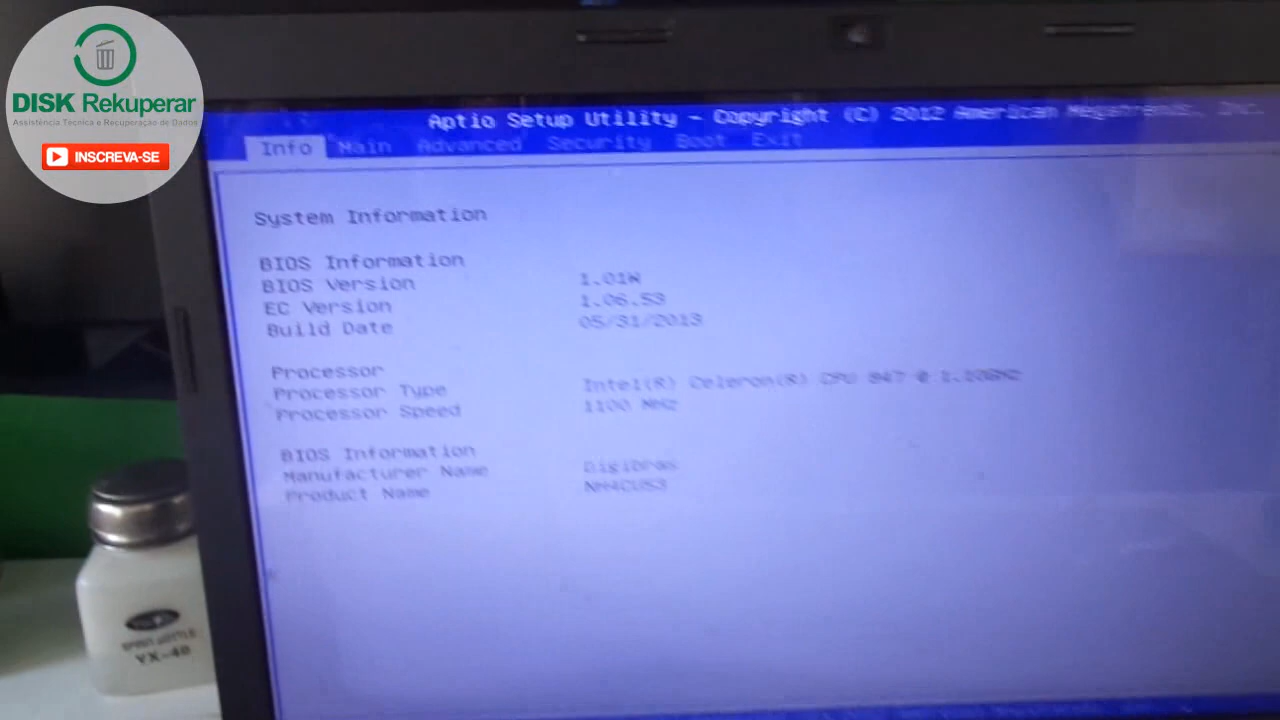 DISK Rekuperar
Assistência Técnica e Recuperação de Dados
INSCREVA-SE
Aptio Setup Utility - Copyright (C) 2012 American Megatrends, Inc.
Info Main Advanced Security Boot Exit
System Information
BIOS Information
BIOS Version 1.01W
EC Version 1.06.53
Build Date 05/31/2013
Processor
Processor Type Intel(R) Celeron(R) CPU 847 @ 1.10GHz
Processor Speed 1100 MHz
BIOS Information
Manufacturer Name Digibras
Product Name NH4CU53
YX-40